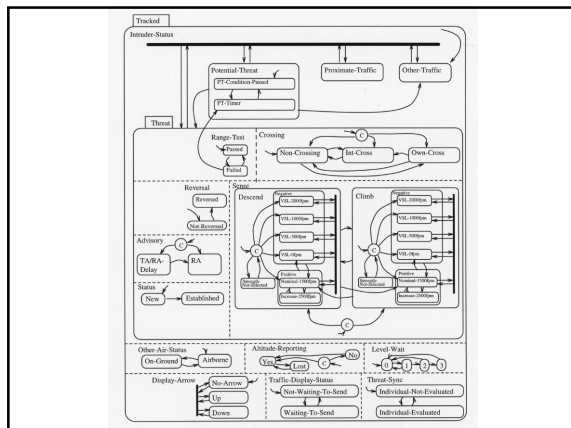 Tracked
Intruder-Status
Potential-Threat
PT-Condition-Passed
PT-Timer
Proximate-Traffic
Other-Traffic
Threat
Range-Test
Passed
Failed
Crossing
C
Non-Crossing
Int-Cross
Own-Cross
Reversal
Reversed
Not-Reversed
Advisory
C
TA/RA-
Delay
RA
Status
New
Established
Sense
Descend
Negative
VSL-2000fpm
VSL-1000fpm
VSL-500fpm
VSL-0fpm
C
Strength-
Not-Selected
Positive
Nominal-1500fpm
Increase-2500fpm
Climb
Negative
VSL-2000fpm
VSL-1000fpm
VSL-500fpm
VSL-0fpm
C
Strength-
Not-Selected
Positive
Nominal-1500fpm
Increase-2500fpm
C
Other-Air-Status
On-Ground
Airborne
Altitude-Reporting
Yes
Lost
C
No
Level-Wait
0
1
2
3
Display-Arrow
No-Arrow
Up
Down
Traffic-Display-Status
Not-Waiting-To-Send
Waiting-To-Send
Threat-Sync
Individual-Not-Evaluated
Individual-Evaluated